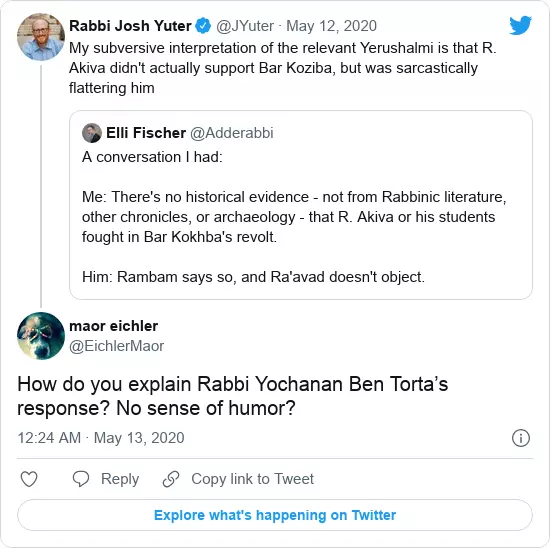 Rabbi Josh Yuter @JYuter · May 12, 2020
My subversive interpretation of the relevant Yerushalmi is that R.
Akiva didn't actually support Bar Koziba, but was sarcastically
flattering him
Elli Fischer @Adderabbi
A conversation I had:
Me: There's no historical evidence - not from Rabbinic literature,
other chronicles, or archaeology - that R. Akiva or his students
fought in Bar Kokhba's revolt.
Him: Rambam says so, and Ra'avad doesn't object.
maor eichler
@EichlerMaor
How do you explain Rabbi Yochanan Ben Torta’s
response? No sense of humor?
12:24 AM · May 13, 2020
Reply Copy link to Tweet
Explore what's happening on Twitter